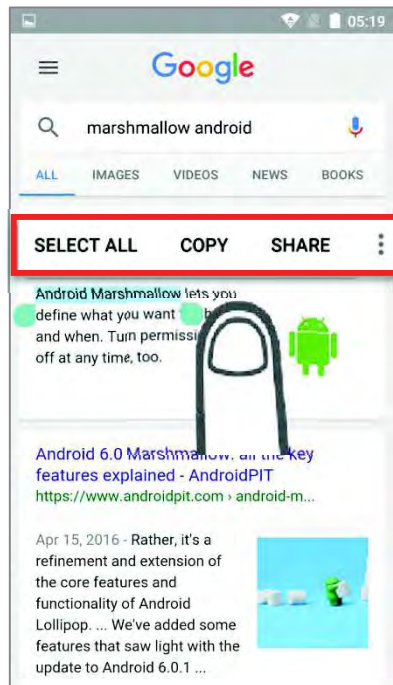 05:19
Google
marshmallow android
ALL IMAGES VIDEOS NEWS BOOKS
SELECT ALL COPY SHARE
Android Marshmallow lets you
define what you want
and when. Turn
off at any time, too.
Android 6.0 Marshmallow: all the key
features explained - AndroidPIT
https://www.androidpit.com › android-m...
Apr 15, 2016 - Rather, it's a
refinement and extension of
the core features and
functionality of Android
Lollipop. ... We've added some
features that saw light with the
update to Android 6.0.1 ...